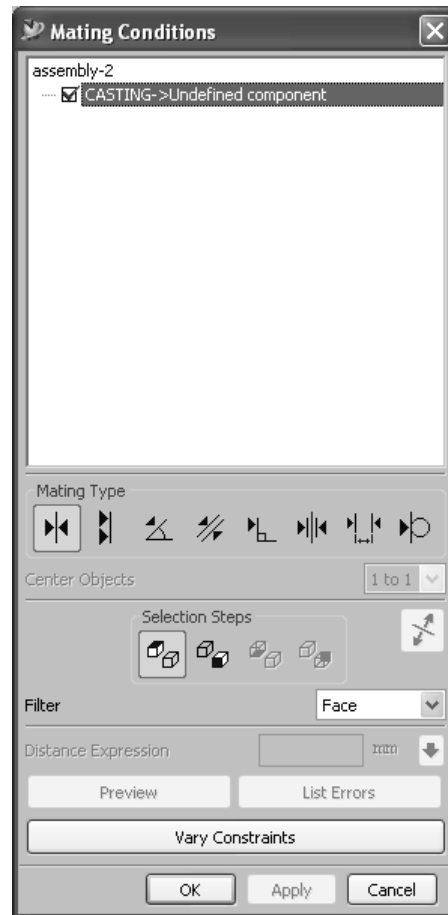 Mating Conditions
assembly-2
CASTING->Undefined component
Mating Type
Center Objects 1 to 1
Selection Steps
Filter Face
Distance Expression mm
Preview List Errors
Vary Constraints
OK Apply Cancel